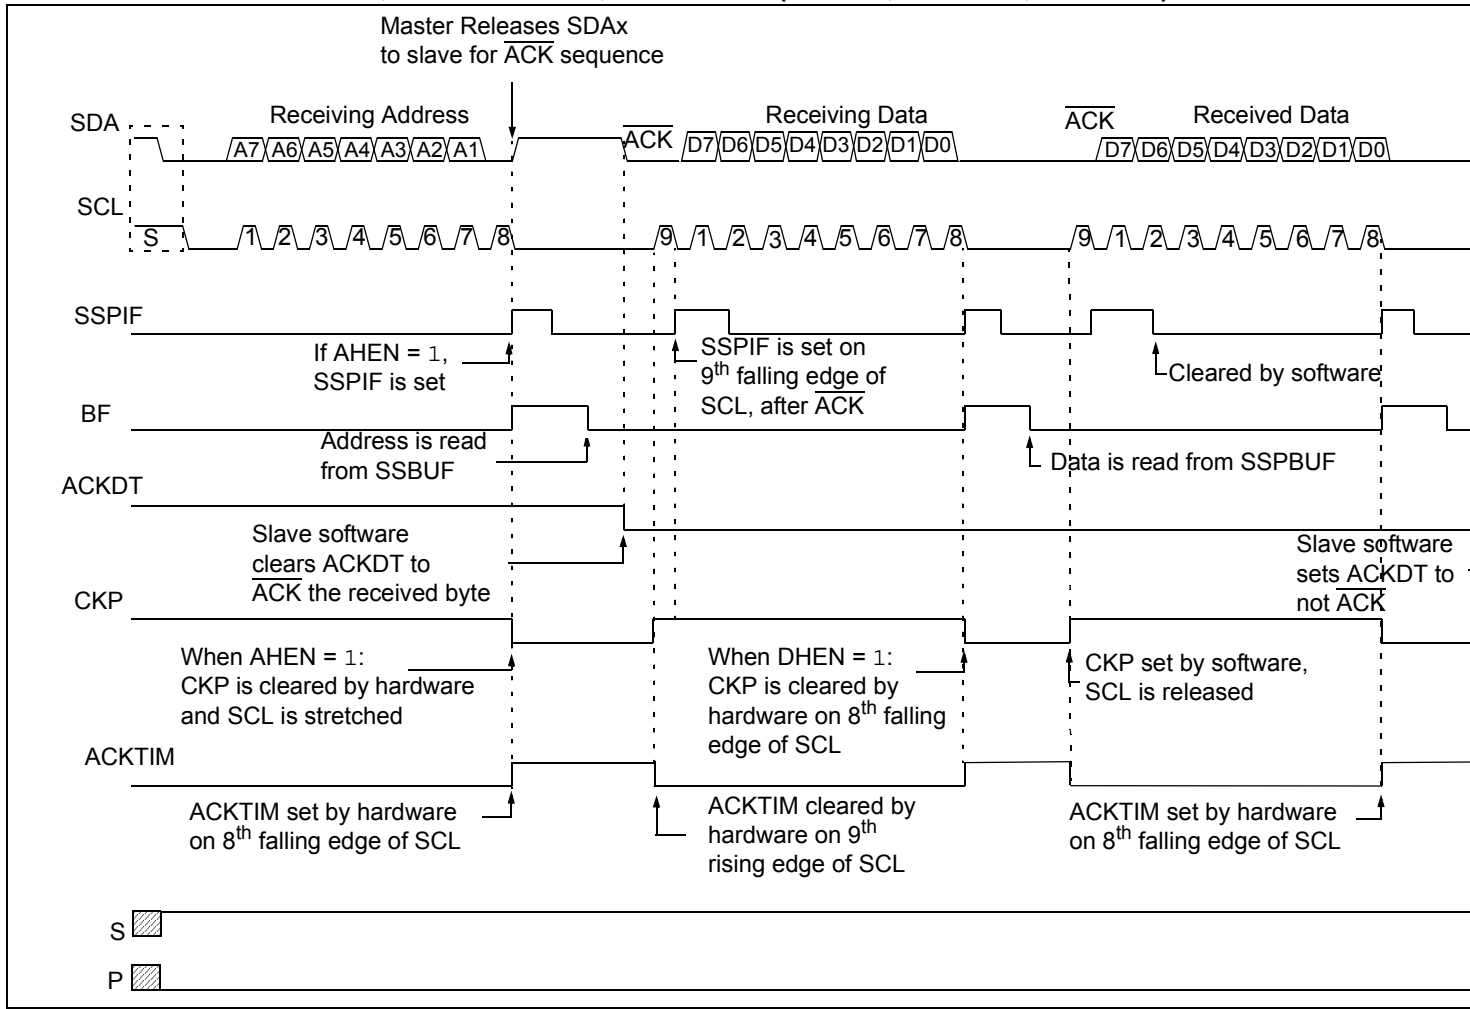 Master Releases SDAx
to slave for ACK sequence
SDA
Receiving Address
A7 A6 A5 A4 A3 A2 A1
ACK
Receiving Data
D7 D6 D5 D4 D3 D2 D1 D0
ACK
Received Data
D7 D6 D5 D4 D3 D2 D1 D0
SCL
S 1 2 3 4 5 6 7 8 9 1 2 3 4 5 6 7 8 9 1 2 3 4 5 6 7 8
SSPIF
If AHEN = 1,
SSPIF is set
SSPIF is set on
9th falling edge of
SCL, after ACK
Cleared by software
BF
Address is read
from SSBUF
Data is read from SSPBUF
ACKDT
Slave software
clears ACKDT to
ACK the received byte
Slave software
sets ACKDT to
not ACK
CKP
When AHEN = 1:
CKP is cleared by hardware
and SCL is stretched
When DHEN = 1:
CKP is cleared by
hardware on 8th falling
edge of SCL
CKP set by software,
SCL is released
ACKTIM
ACKTIM set by hardware
on 8th falling edge of SCL
ACKTIM cleared by
hardware on 9th
rising edge of SCL
ACKTIM set by hardware
on 8th falling edge of SCL
S
P